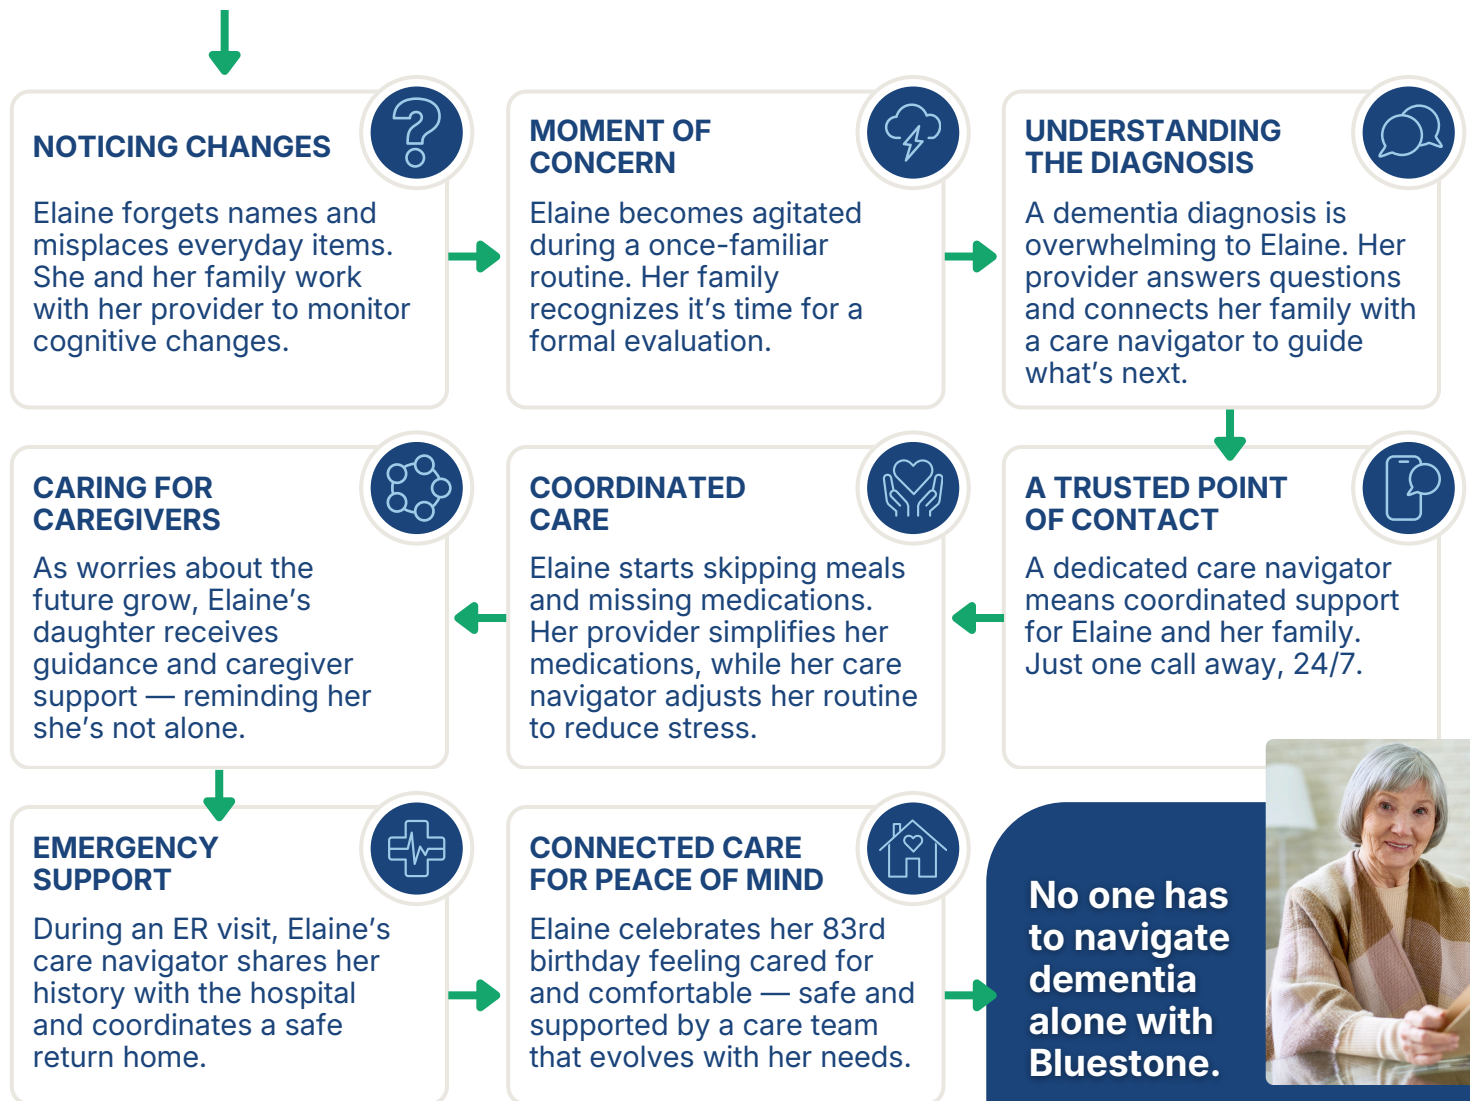 NOTICING CHANGES
Elaine forgets names and
misplaces everyday items.
She and her family work
with her provider to monitor
cognitive changes.
MOMENT OF
CONCERN
Elaine becomes agitated
during a once-familiar
routine. Her family
recognizes it’s time for a
formal evaluation.
UNDERSTANDING
THE DIAGNOSIS
A dementia diagnosis is
overwhelming to Elaine. Her
provider answers questions
and connects her family with
a care navigator to guide
what’s next.
A TRUSTED POINT
OF CONTACT
A dedicated care navigator
means coordinated support
for Elaine and her family.
Just one call away, 24/7.
COORDINATED
CARE
Elaine starts skipping meals
and missing medications.
Her provider simplifies her
medications, while her care
navigator adjusts her routine
to reduce stress.
CARING FOR
CAREGIVERS
As worries about the
future grow, Elaine’s
daughter receives
guidance and caregiver
support — reminding her
she’s not alone.
EMERGENCY
SUPPORT
During an ER visit, Elaine’s
care navigator shares her
history with the hospital
and coordinates a safe
return home.
CONNECTED CARE
FOR PEACE OF MIND
Elaine celebrates her 83rd
birthday feeling cared for
and comfortable — safe and
supported by a care team
that evolves with her needs.
No one has
to navigate
dementia
alone with
Bluestone.